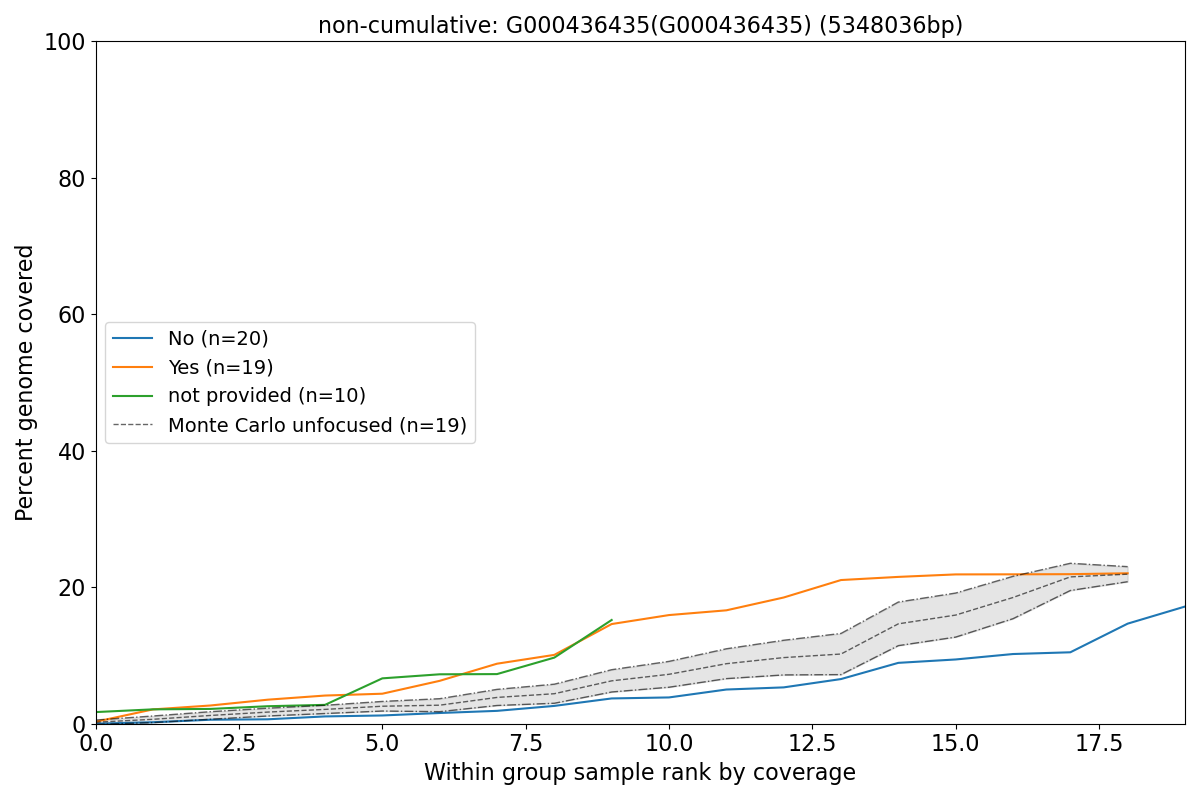 non-cumulative: G000436435(G000436435) (5348036bp)
Percent genome covered
100
80
60
40
20
0
No (n=20)
Yes (n=19)
not provided (n=10)
Monte Carlo unfocused (n=19)
0.0 2.5 5.0 7.5 10.0 12.5 15.0 17.5
Within group sample rank by coverage